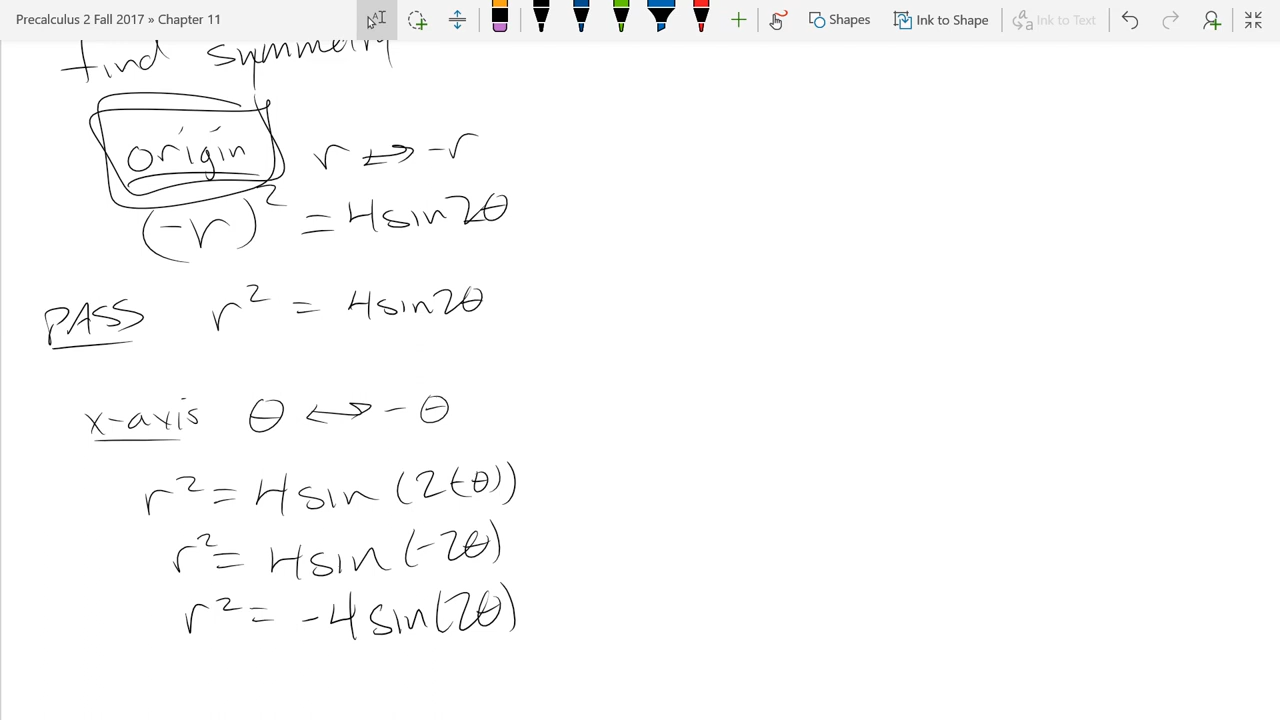 Precalculus 2 Fall 2017 » Chapter 11
Shapes
Ink to Shape
Ink to Text
find symmetry
origin r ↔ -r
(-r)² = 4sin2θ
PASS r² = 4sin2θ
x-axis θ ↔ -θ
r² = 4sin(2(-θ))
r² = 4sin(-2θ)
r² = -4sin(2θ)